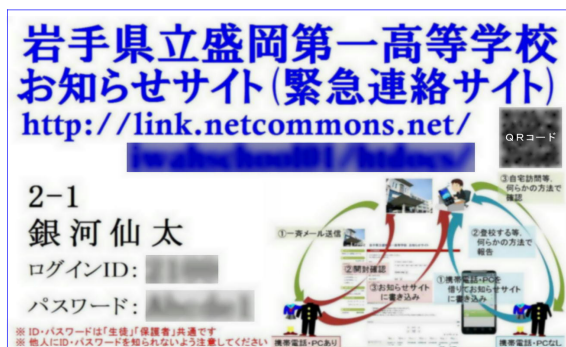 岩手県立盛岡第一高等学校
お知らせサイト(緊急連絡サイト)
http://link.netcommons.net/
QRコード
2-1
銀河仙太
ログインID:
パスワード:
※ ID・パスワードは「生徒」「保護者」共通です
※ 他人にID・パスワードを知られないよう注意してください
③自宅訪問等、
何らかの方法で
確認
①一斉メール送信
②登校する等、
何らかの方法で
報告
②開封確認
③お知らせサイト
に書き込み
①携帯電話・PCを
借りてお知らせサイト
に書き込み
携帯電話・PCあり
携帯電話・PCなし